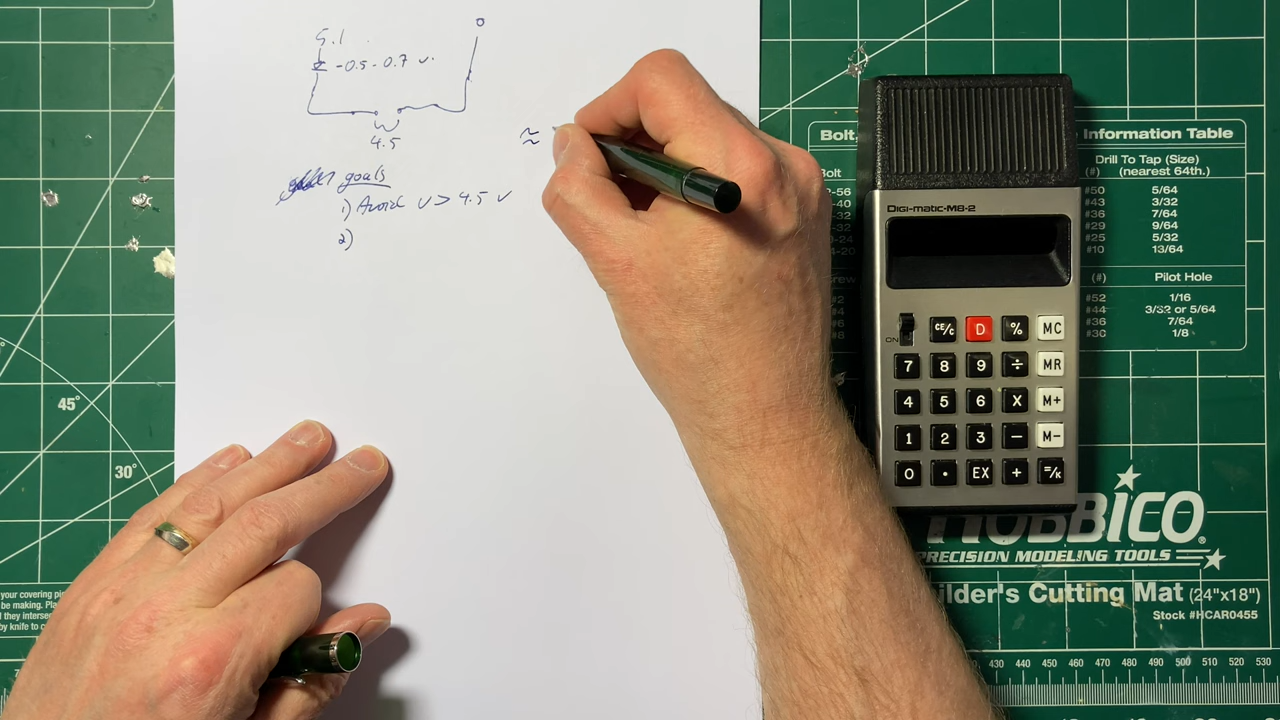 5.1
-0.5-0.7 v.
4.5
goals
1) Avoid v > 4.5 v
2)
≈
Bolt,
Information Table
Drill To Tap (Size)
(#) (nearest 64th.)
Bolt
#50 5/64
#43 3/32
#36 7/64
#29 9/64
#25 5/32
#10 13/64
(#) Pilot Hole
#52 1/16
#44 3/32 or 5/64
#36 7/64
#30 1/8
DIGI-MATIC-M8-2
ON
CE/C D % MC
7 8 9 ÷ MR
4 5 6 X M+
1 2 3 − M-
0 · EX + =/K
HOBBICO®
PRECISION MODELING TOOLS
ilder's Cutting Mat (24"x18")
Stock #HCAR0455
45°
30°
430 440 450 460 470 480 490 500 510 520 530